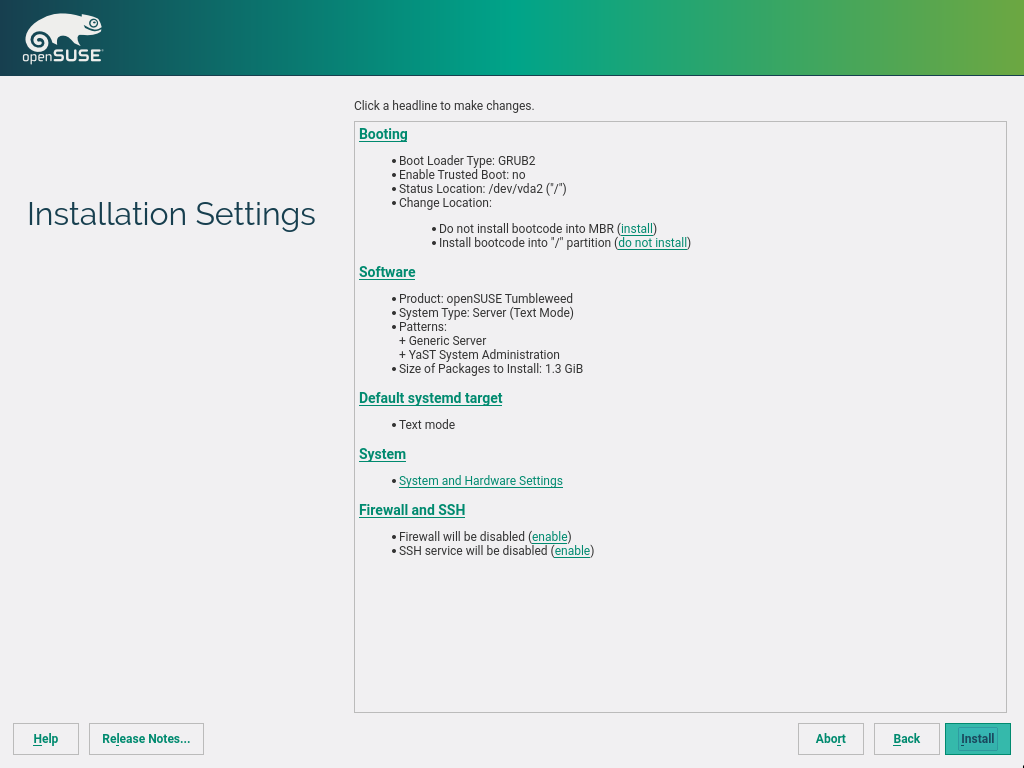 openSUSE
Click a headline to make changes.
Installation Settings
Booting
• Boot Loader Type: GRUB2
• Enable Trusted Boot: no
• Status Location: /dev/vda2 ("/")
• Change Location:
• Do not install bootcode into MBR (install)
• Install bootcode into "/" partition (do not install)
Software
• Product: openSUSE Tumbleweed
• System Type: Server (Text Mode)
• Patterns:
+ Generic Server
+ YaST System Administration
• Size of Packages to Install: 1.3 GiB
Default systemd target
• Text mode
System
• System and Hardware Settings
Firewall and SSH
• Firewall will be disabled (enable)
• SSH service will be disabled (enable)
Help Release Notes... Abort Back Install